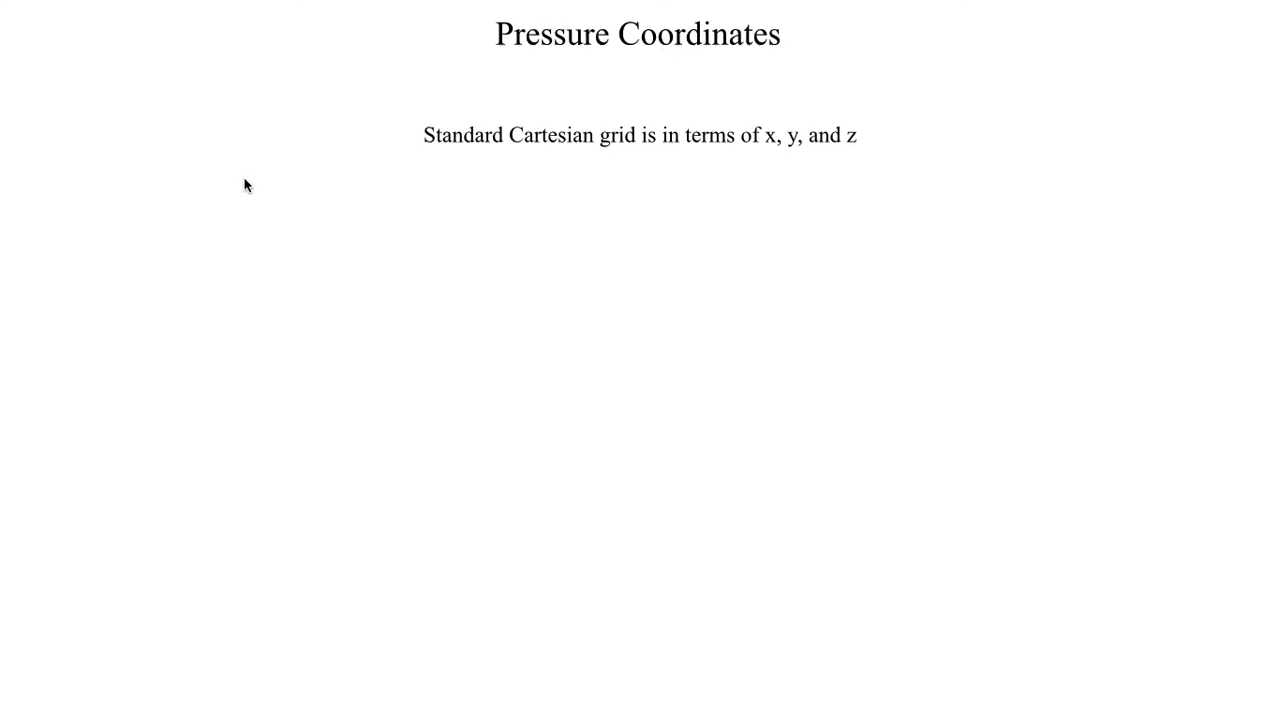 Pressure Coordinates
Standard Cartesian grid is in terms of x, y, and z